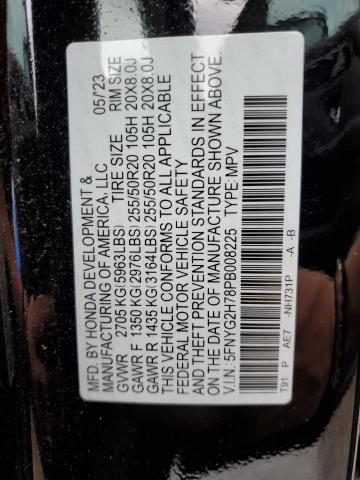 MFD. BY HONDA DEVELOPMENT & 05/23
MANUFACTURING OF AMERICA, LLC
GVWR 2705 KG(5963LBS) TIRE SIZE RIM SIZE
GAWR F 1350 KG(2976LBS) 255/50R20 105H 20X8.0J
GAWR R 1435 KG(3164LBS) 255/50R20 105H 20X8.0J
THIS VEHICLE CONFORMS TO ALL APPLICABLE
FEDERAL MOTOR VEHICLE SAFETY
AND THEFT PREVENTION STANDARDS IN EFFECT
ON THE DATE OF MANUFACTURE SHOWN ABOVE.
V.I.N.: 5FNYG2H78PB008225 TYPE: MPV
T91 P AE7 -NH731P -A -B